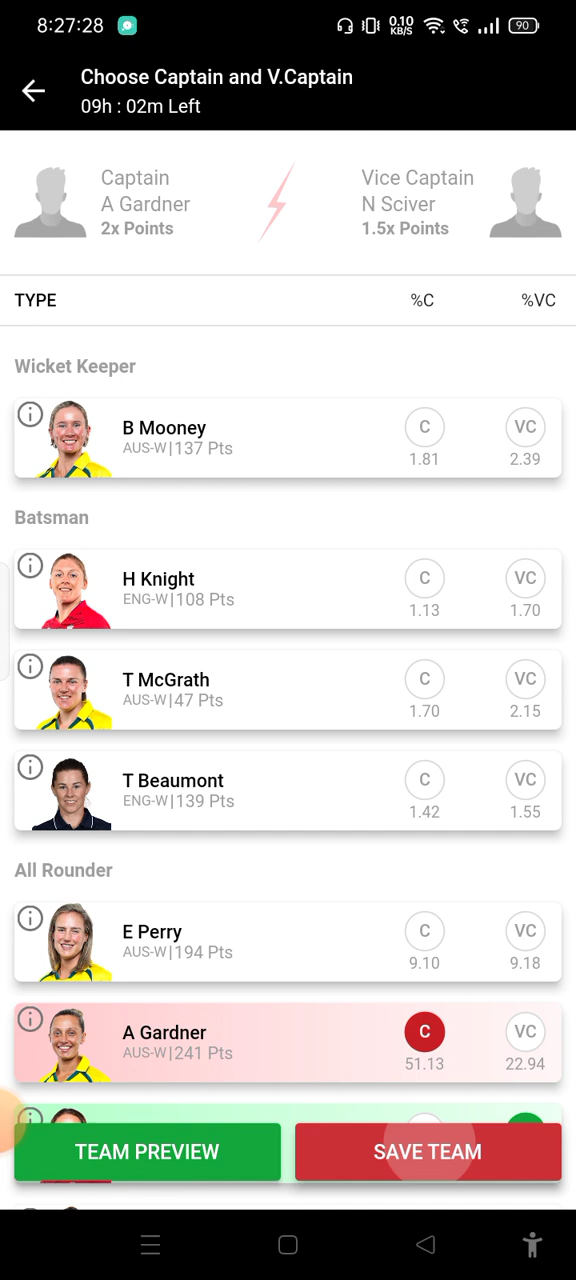 8:27:28
0.10
KB/S
90
Choose Captain and V.Captain
09h : 02m Left
Captain
A Gardner
2x Points
Vice Captain
N Sciver
1.5x Points
TYPE %C %VC
Wicket Keeper
B Mooney
AUS-W|137 Pts
C
1.81
VC
2.39
Batsman
H Knight
ENG-W|108 Pts
C
1.13
VC
1.70
T McGrath
AUS-W|47 Pts
C
1.70
VC
2.15
T Beaumont
ENG-W|139 Pts
C
1.42
VC
1.55
All Rounder
E Perry
AUS-W|194 Pts
C
9.10
VC
9.18
A Gardner
AUS-W|241 Pts
C
51.13
VC
22.94
TEAM PREVIEW
SAVE TEAM